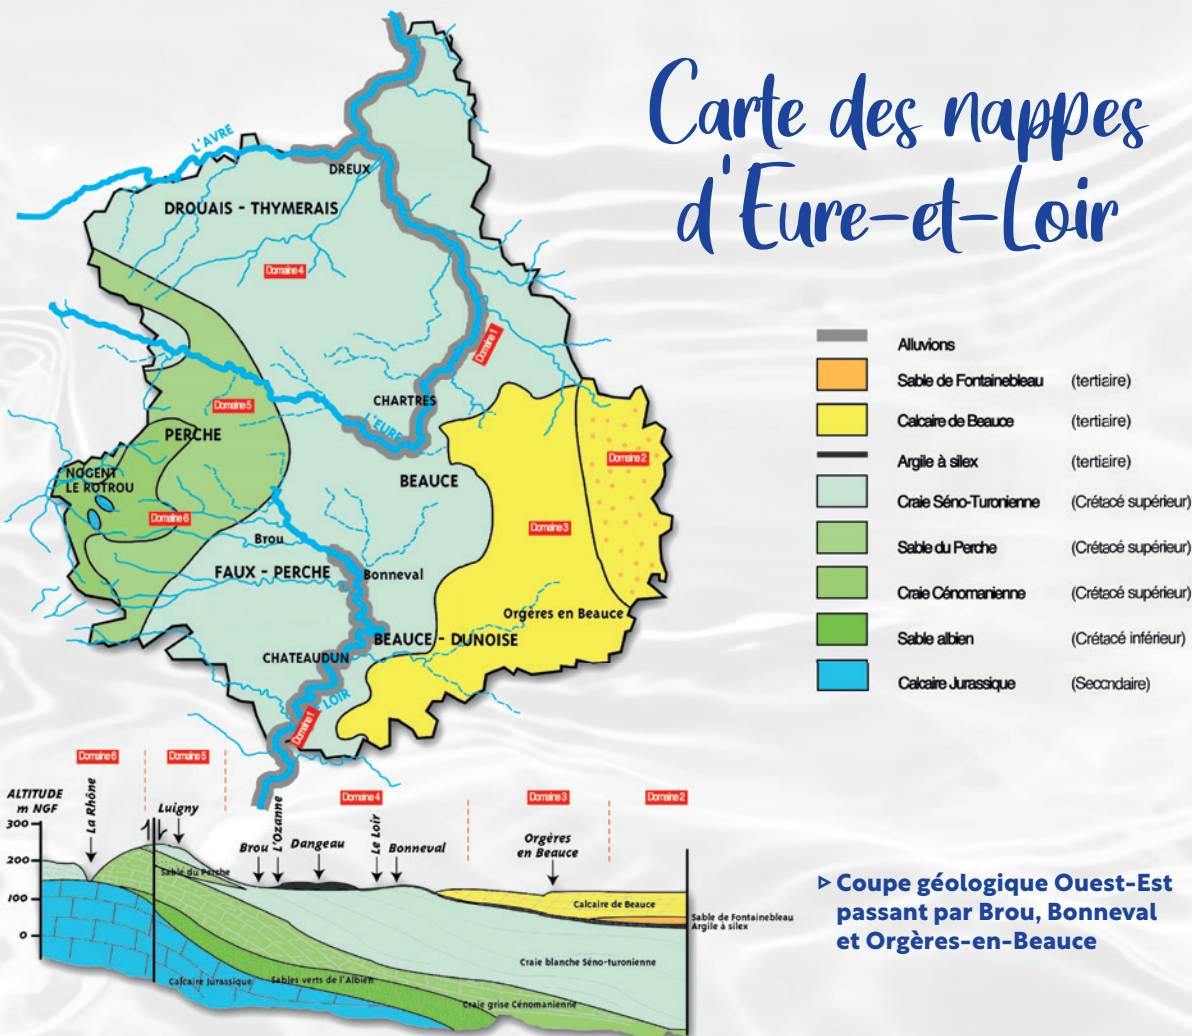 Carte des nappes
d'Eure-et-Loir
L'AVRE
DREUX
DROUAIS - THYMERAIS
Domaine 4
Domaine 1
Domaine 5
CHARTRES
L'EURE
PERCHE
BEAUCE
Domaine 2
NOGENT
LE ROTROU
Domaine 6
Domaine 3
Brou
FAUX - PERCHE
Bonneval
Orgères en Beauce
BEAUCE - DUNOISE
CHATEAUDUN
LOIR
Domaine 1
Alluvions
Sable de Fontainebleau (tertiaire)
Calcaire de Beauce (tertiaire)
Argile à silex (tertiaire)
Craie Séno-Turonienne (Crétacé supérieur)
Sable du Perche (Crétacé supérieur)
Craie Cénomanienne (Crétacé supérieur)
Sable albien (Crétacé inférieur)
Calcaire Jurassique (Secondaire)
Domaine 6
Domaine 5
Domaine 4
Domaine 3
Domaine 2
ALTITUDE
m NGF
300
200
100
0
La Rhône
Luigny
Brou
L'Ozanne
Dangeau
Le Loir
Bonneval
Orgères
en Beauce
Sable du Perche
Calcaire de Beauce
Sable de Fontainebleau
Argile à silex
Craie blanche Séno-turonienne
Calcaire Jurassique
Sables verts de l'Albien
Craie grise Cénomanienne
▹ Coupe géologique Ouest-Est
passant par Brou, Bonneval
et Orgères-en-Beauce